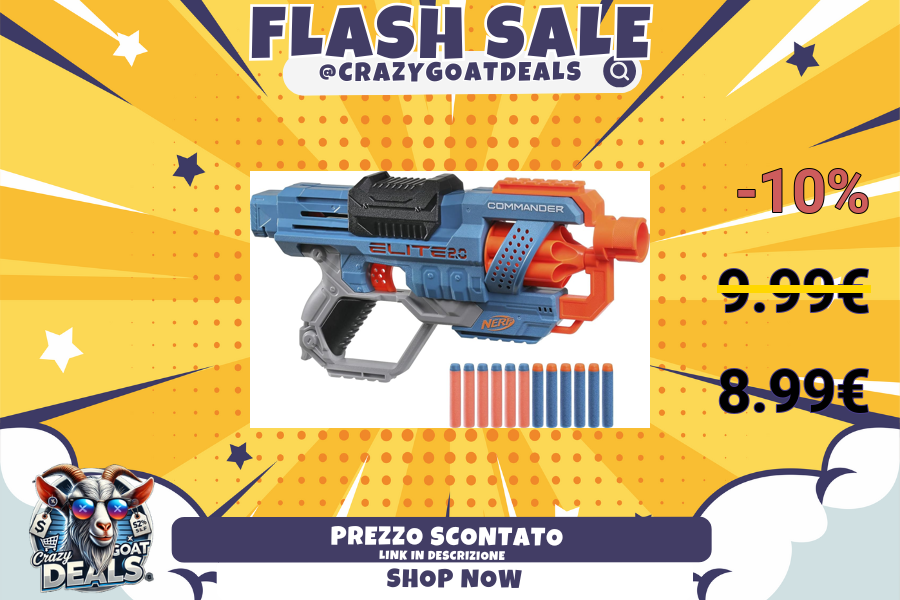 FLASH SALE
@CRAZYGOATDEALS
-10%
COMMANDER
ELITE 2.0
9.99€
NERF
8.99€
$
Crazy
GOAT
DEALS
PREZZO SCONTATO
LINK IN DESCRIZIONE
SHOP NOW